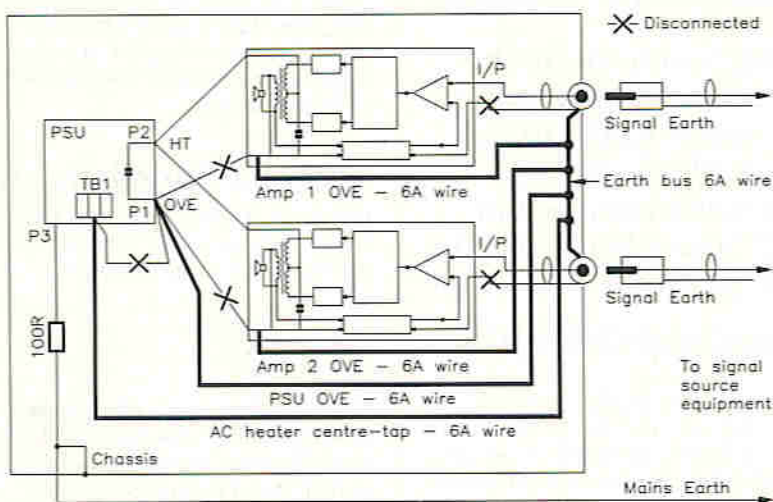 Disconnected
I/P
Signal Earth
PSU
P2
HT
TB1
P1
OVE
Amp 1 OVE – 6A wire
Earth bus 6A wire
P3
I/P
Signal Earth
100R
Amp 2 OVE – 6A wire
PSU OVE – 6A wire
AC heater centre-tap – 6A wire
To signal
source
equipment
Chassis
Mains Earth